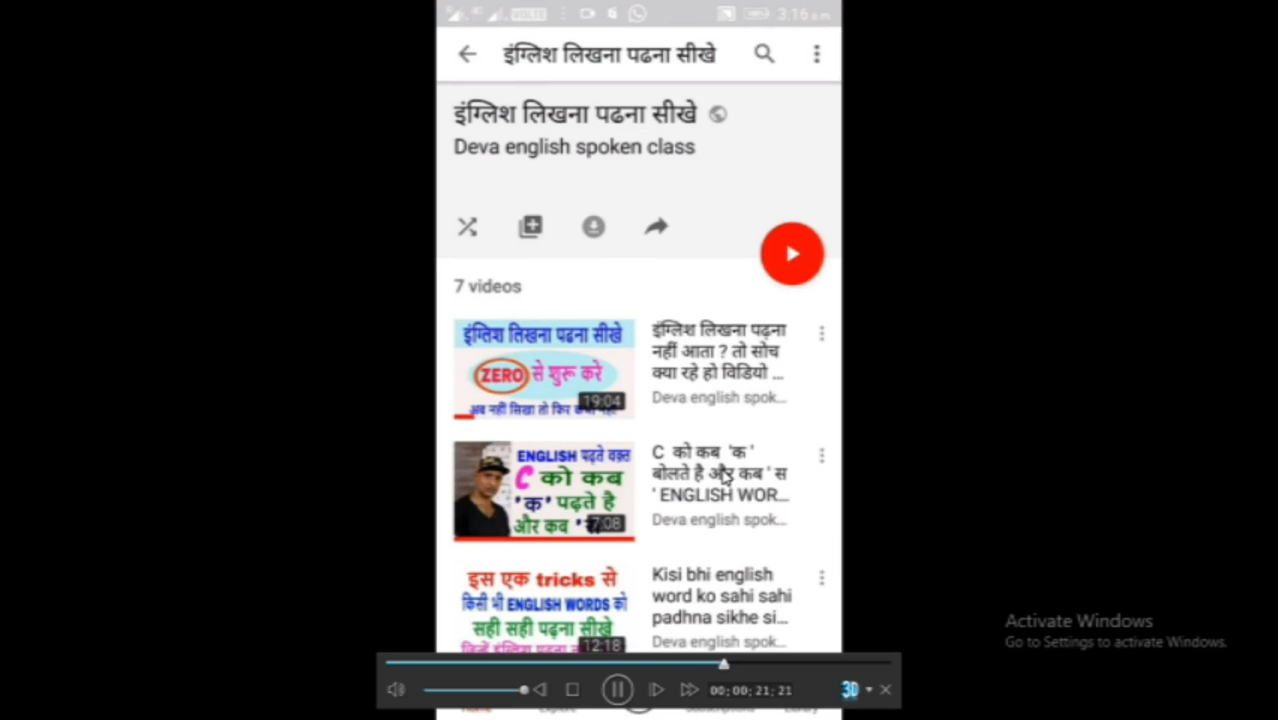 VOLTE
3:16 a.m
इंग्लिश लिखना पढना सीखे
इंग्लिश लिखना पढना सीखे
Deva english spoken class
7 videos
इंग्लिश लिखना पढना सीखे
ZERO से शुरू करे
19:04
अब नहीं सिखा तो फिर
इंग्लिश लिखना पढ़ना
नहीं आता ? तो सोच
क्या रहे हो विडियो ...
Deva english spok...
ENGLISH पढ़ते वक़्त
C को कब
'क' पढ़ते है
और कब
7:08
C को कब 'क '
बोलते है और कब ' स
' ENGLISH WOR...
Deva english spok...
इस एक tricks से
किसी भी ENGLISH WORDS को
सही सही पढ़ना सीखे
12:18
Kisi bhi english
word ko sahi sahi
padhna sikhe si...
Deva english spok...
Activate Windows
Go to Settings to activate Windows.
00;00;21;21
3D